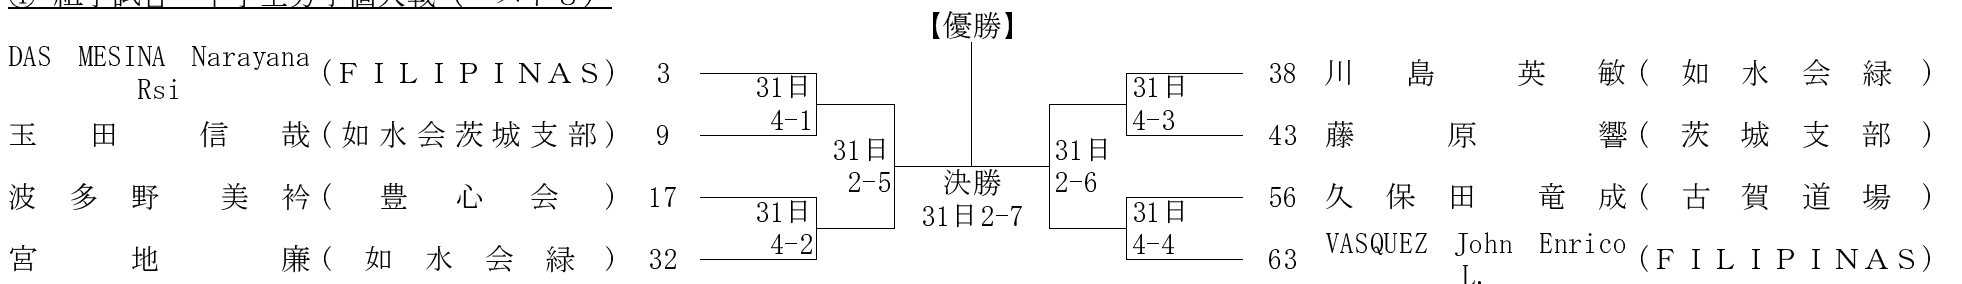 【優勝】
DAS MESINA Narayana Rsi (FILIPINAS) 3
31日
4-1
玉田 信哉 (如水会茨城支部) 9
31日
2-5
波多野 美衿 (豊心会) 17
31日
4-2
宮地 廉 (如水会緑) 32
決勝
31日2-7
38 川島 英敏 (如水会緑)
31日
4-3
43 藤原 響 (茨城支部)
31日
2-6
56 久保田 竜成 (古賀道場)
31日
4-4
63 VASQUEZ John Enrico L. (FILIPINAS)